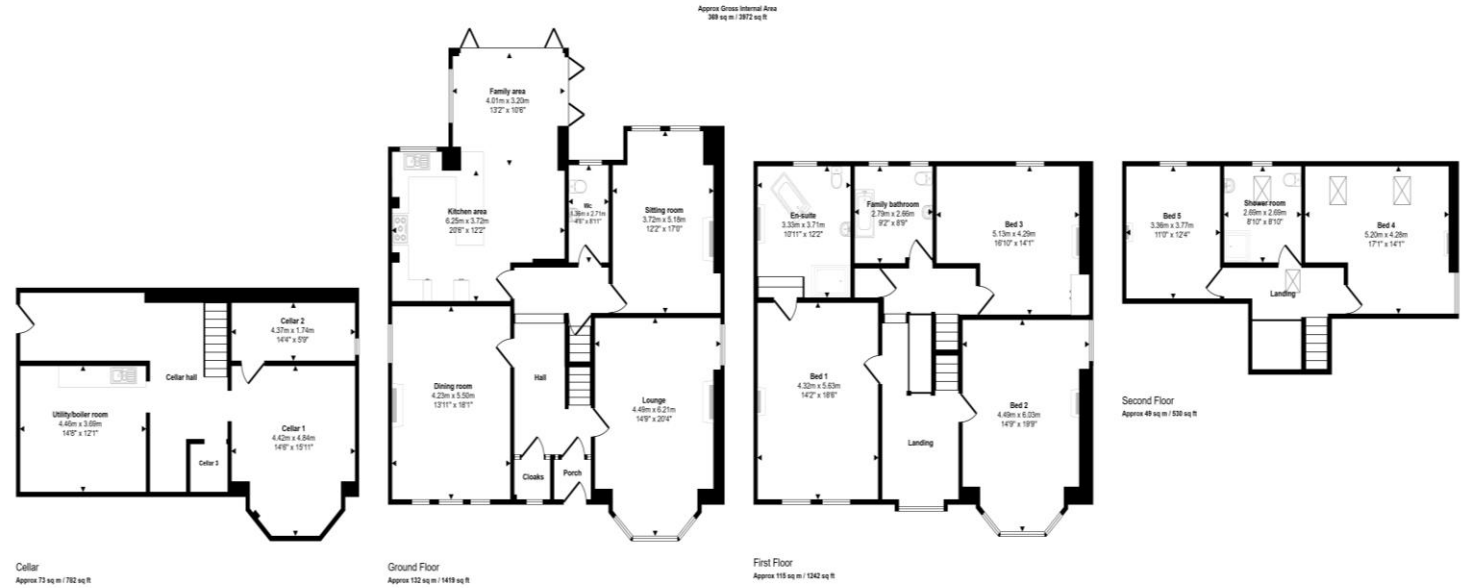 Approx Gross Internal Area
369 sq m / 3972 sq ft
Family area
4.01m x 3.20m
13'2" x 10'6"
Kitchen area
6.25m x 3.72m
20'6" x 12'2"
Wc
1.36m x 2.71m
4'6" x 8'11"
Sitting room
3.72m x 5.18m
12'2" x 17'0"
Dining room
4.23m x 5.50m
13'11" x 18'1"
Hall
Lounge
4.49m x 6.21m
14'9" x 20'4"
Cloaks
Porch
Ground Floor
Approx 132 sq m / 1419 sq ft
Cellar 2
4.37m x 1.74m
14'4" x 5'9"
Cellar hall
Utility/boiler room
4.46m x 3.69m
14'8" x 12'1"
Cellar 1
4.42m x 4.84m
14'6" x 15'11"
Cellar 3
Cellar
Approx 73 sq m / 782 sq ft
En-suite
3.33m x 3.71m
10'11" x 12'2"
Family bathroom
2.79m x 2.66m
9'2" x 8'9"
Bed 3
5.13m x 4.29m
16'10" x 14'1"
Bed 1
4.32m x 5.63m
14'2" x 18'6"
Bed 2
4.49m x 6.03m
14'9" x 19'9"
Landing
First Floor
Approx 115 sq m / 1242 sq ft
Bed 5
3.36m x 3.77m
11'0" x 12'4"
Shower room
2.69m x 2.69m
8'10" x 8'10"
Bed 4
5.20m x 4.28m
17'1" x 14'1"
Landing
Second Floor
Approx 49 sq m / 530 sq ft